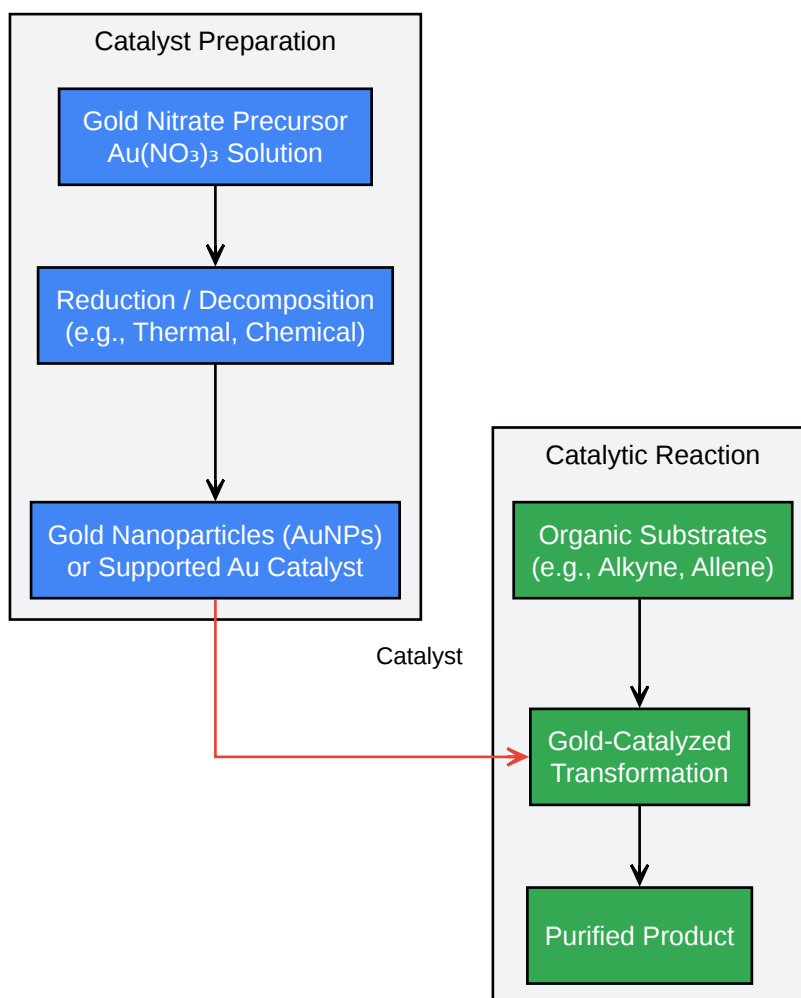 Catalyst Preparation
Gold Nitrate Precursor
Au(NO₃)₃ Solution
Reduction / Decomposition
(e.g., Thermal, Chemical)
Gold Nanoparticles (AuNPs)
or Supported Au Catalyst
Catalyst
Catalytic Reaction
Organic Substrates
(e.g., Alkyne, Allene)
Gold-Catalyzed
Transformation
Purified Product